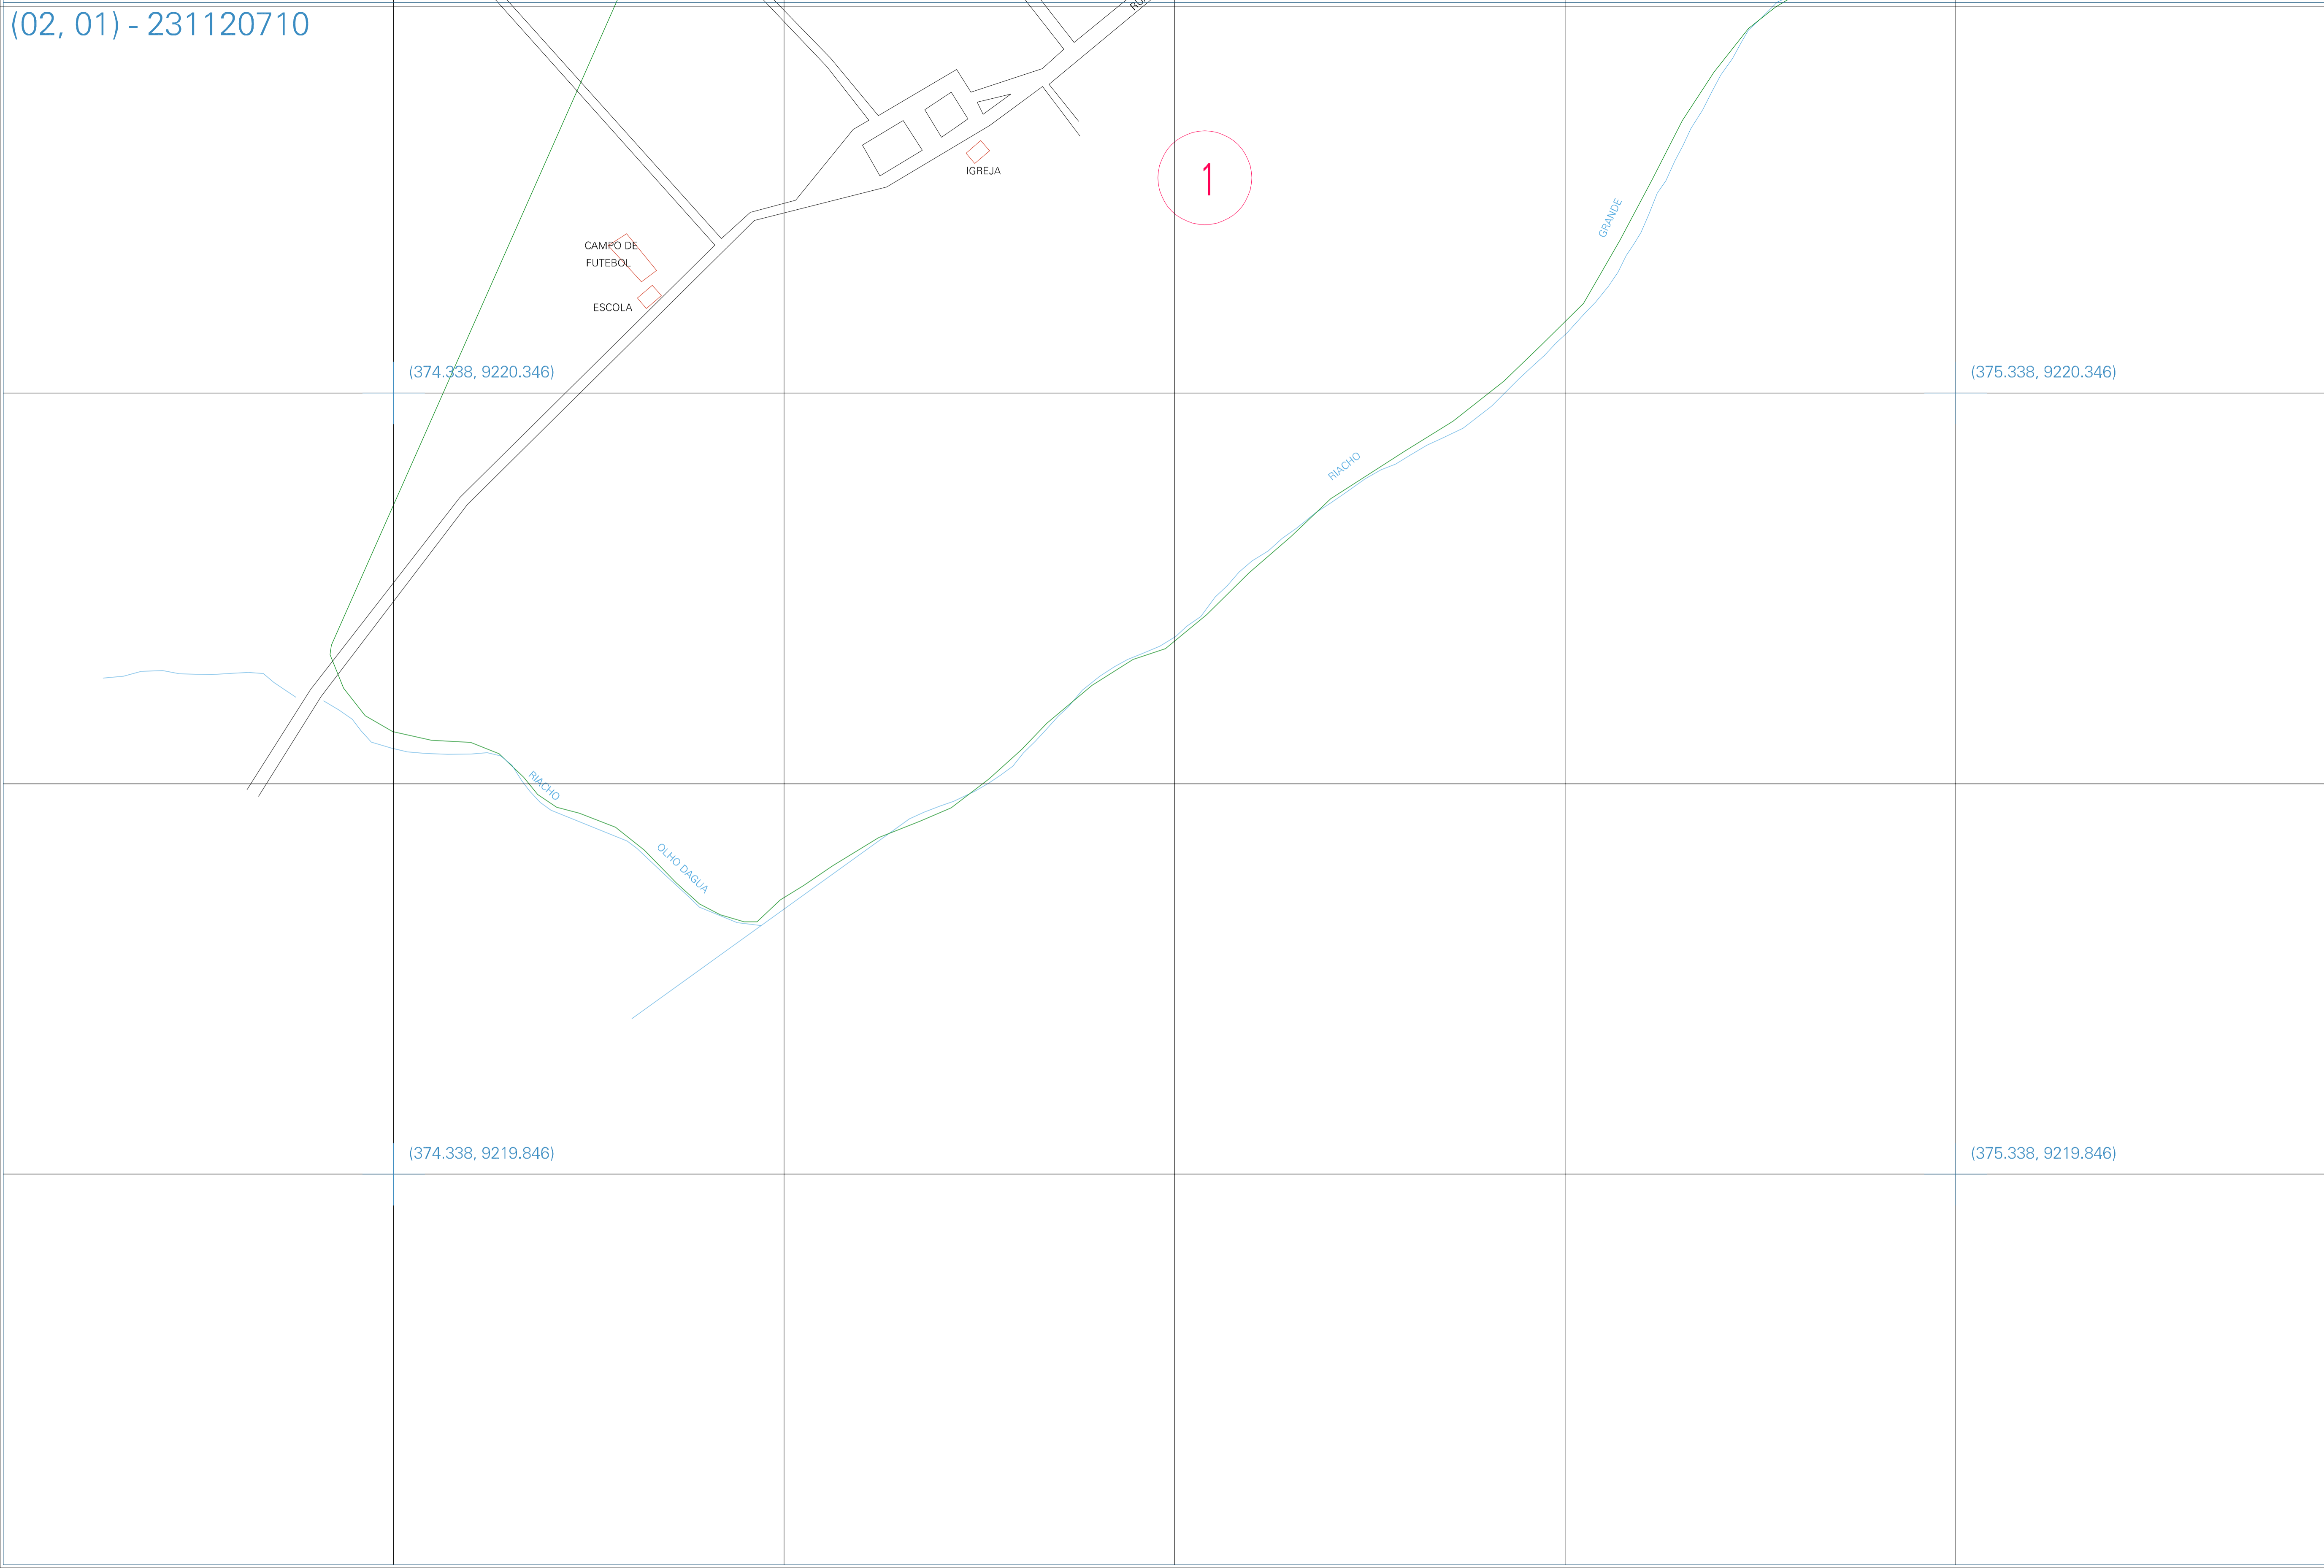 (02, 01) - 231120710
IGREJA
1
GRANDE
CAMPO DE
FUTEBOL
ESCOLA
(374.338, 9220.346)
(375.338, 9220.346)
RIACHO
RIACHO
OLHO DAGUA
(374.338, 9219.846)
(375.338, 9219.846)